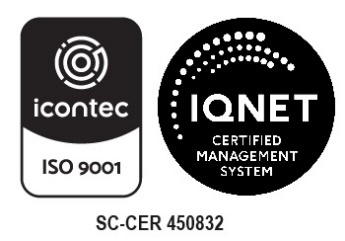 icontec
ISO 9001
IQNET
CERTIFIED
MANAGEMENT
SYSTEM
SC-CER 450832